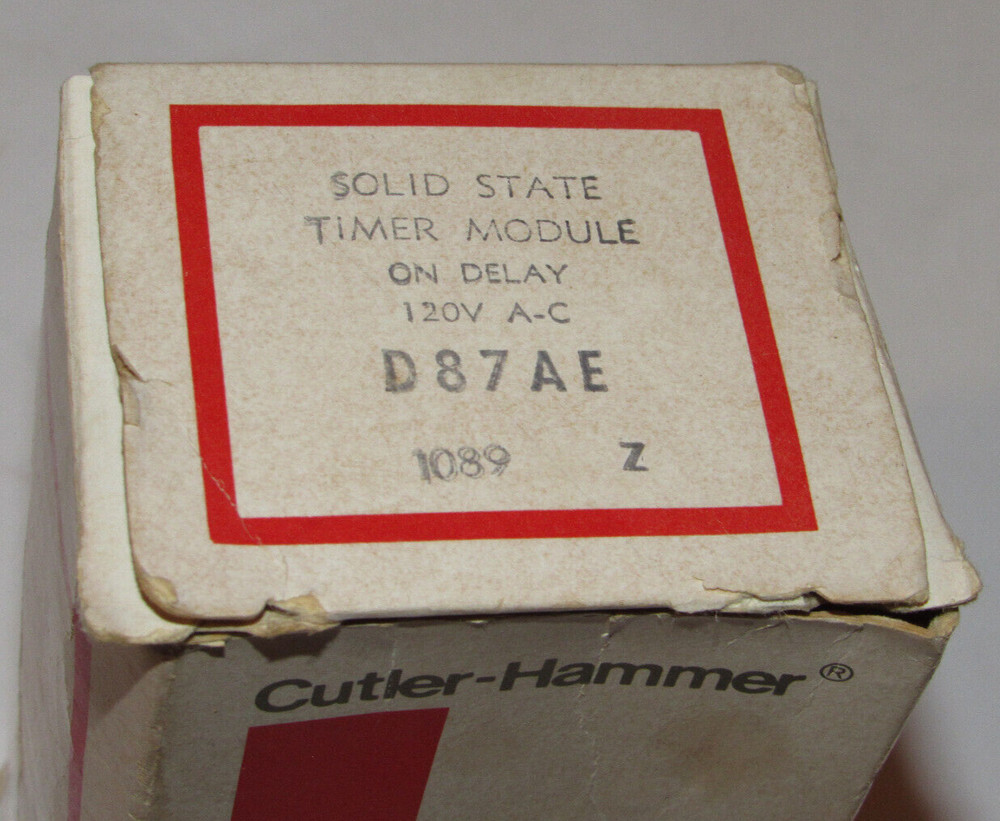 SOLID STATE
TIMER MODULE
ON DELAY
120V A-C
D87AE
1089 Z
Cutler-Hammer®